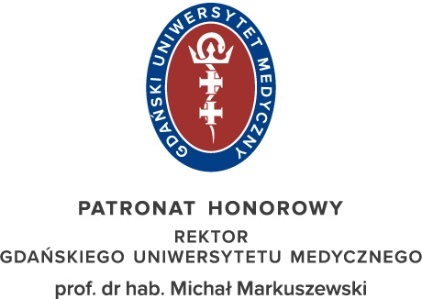 GDAŃSKI UNIWERSYTET MEDYCZNY
PATRONAT HONOROWY
REKTOR
GDAŃSKIEGO UNIWERSYTETU MEDYCZNEGO
prof. dr hab. Michał Markuszewski